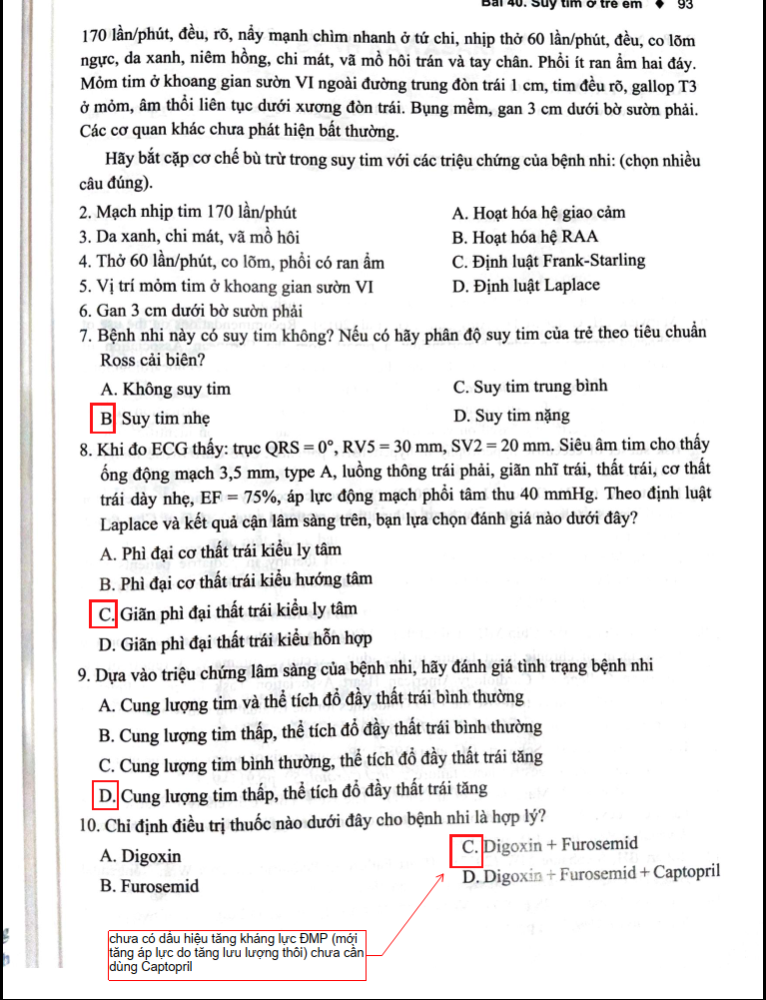 Bài 40. Suy tim ở trẻ em ♦ 93
170 lần/phút, đều, rõ, nẩy mạnh chìm nhanh ở tứ chi, nhịp thở 60 lần/phút, đều, co lõm
ngực, da xanh, niêm hồng, chi mát, vã mồ hôi trán và tay chân. Phổi ít ran ẩm hai đáy.
Mỏm tim ở khoang gian sườn VI ngoài đường trung đòn trái 1 cm, tim đều rõ, gallop T3
ở mỏm, âm thổi liên tục dưới xương đòn trái. Bụng mềm, gan 3 cm dưới bờ sườn phải.
Các cơ quan khác chưa phát hiện bất thường.
Hãy bắt cặp cơ chế bù trừ trong suy tim với các triệu chứng của bệnh nhi: (chọn nhiều
câu đúng).
2. Mạch nhịp tim 170 lần/phút A. Hoạt hóa hệ giao cảm
3. Da xanh, chi mát, vã mồ hôi B. Hoạt hóa hệ RAA
4. Thở 60 lần/phút, co lõm, phổi có ran ẩm C. Định luật Frank-Starling
5. Vị trí mỏm tim ở khoang gian sườn VI D. Định luật Laplace
6. Gan 3 cm dưới bờ sườn phải
7. Bệnh nhi này có suy tim không? Nếu có hãy phân độ suy tim của trẻ theo tiêu chuẩn
Ross cải biên?
A. Không suy tim C. Suy tim trung bình
B Suy tim nhẹ D. Suy tim nặng
8. Khi đo ECG thấy: trục QRS = 0°, RV5 = 30 mm, SV2 = 20 mm. Siêu âm tim cho thấy
ống động mạch 3,5 mm, type A, luồng thông trái phải, giãn nhĩ trái, thất trái, cơ thất
trái dày nhẹ, EF = 75%, áp lực động mạch phổi tâm thu 40 mmHg. Theo định luật
Laplace và kết quả cận lâm sàng trên, bạn lựa chọn đánh giá nào dưới đây?
A. Phì đại cơ thất trái kiểu ly tâm
B. Phì đại cơ thất trái kiểu hướng tâm
C. Giãn phì đại thất trái kiểu ly tâm
D. Giãn phì đại thất trái kiểu hỗn hợp
9. Dựa vào triệu chứng lâm sàng của bệnh nhi, hãy đánh giá tình trạng bệnh nhi
A. Cung lượng tim và thể tích đổ đầy thất trái bình thường
B. Cung lượng tim thấp, thể tích đổ đầy thất trái bình thường
C. Cung lượng tim bình thường, thể tích đổ đầy thất trái tăng
D. Cung lượng tim thấp, thể tích đổ đầy thất trái tăng
10. Chỉ định điều trị thuốc nào dưới đây cho bệnh nhi là hợp lý?
A. Digoxin C. Digoxin + Furosemid
B. Furosemid D. Digoxin + Furosemid + Captopril
chưa có dấu hiệu tăng kháng lực ĐMP (mới
tăng áp lực do tăng lưu lượng thôi) chưa cần
dùng Captopril